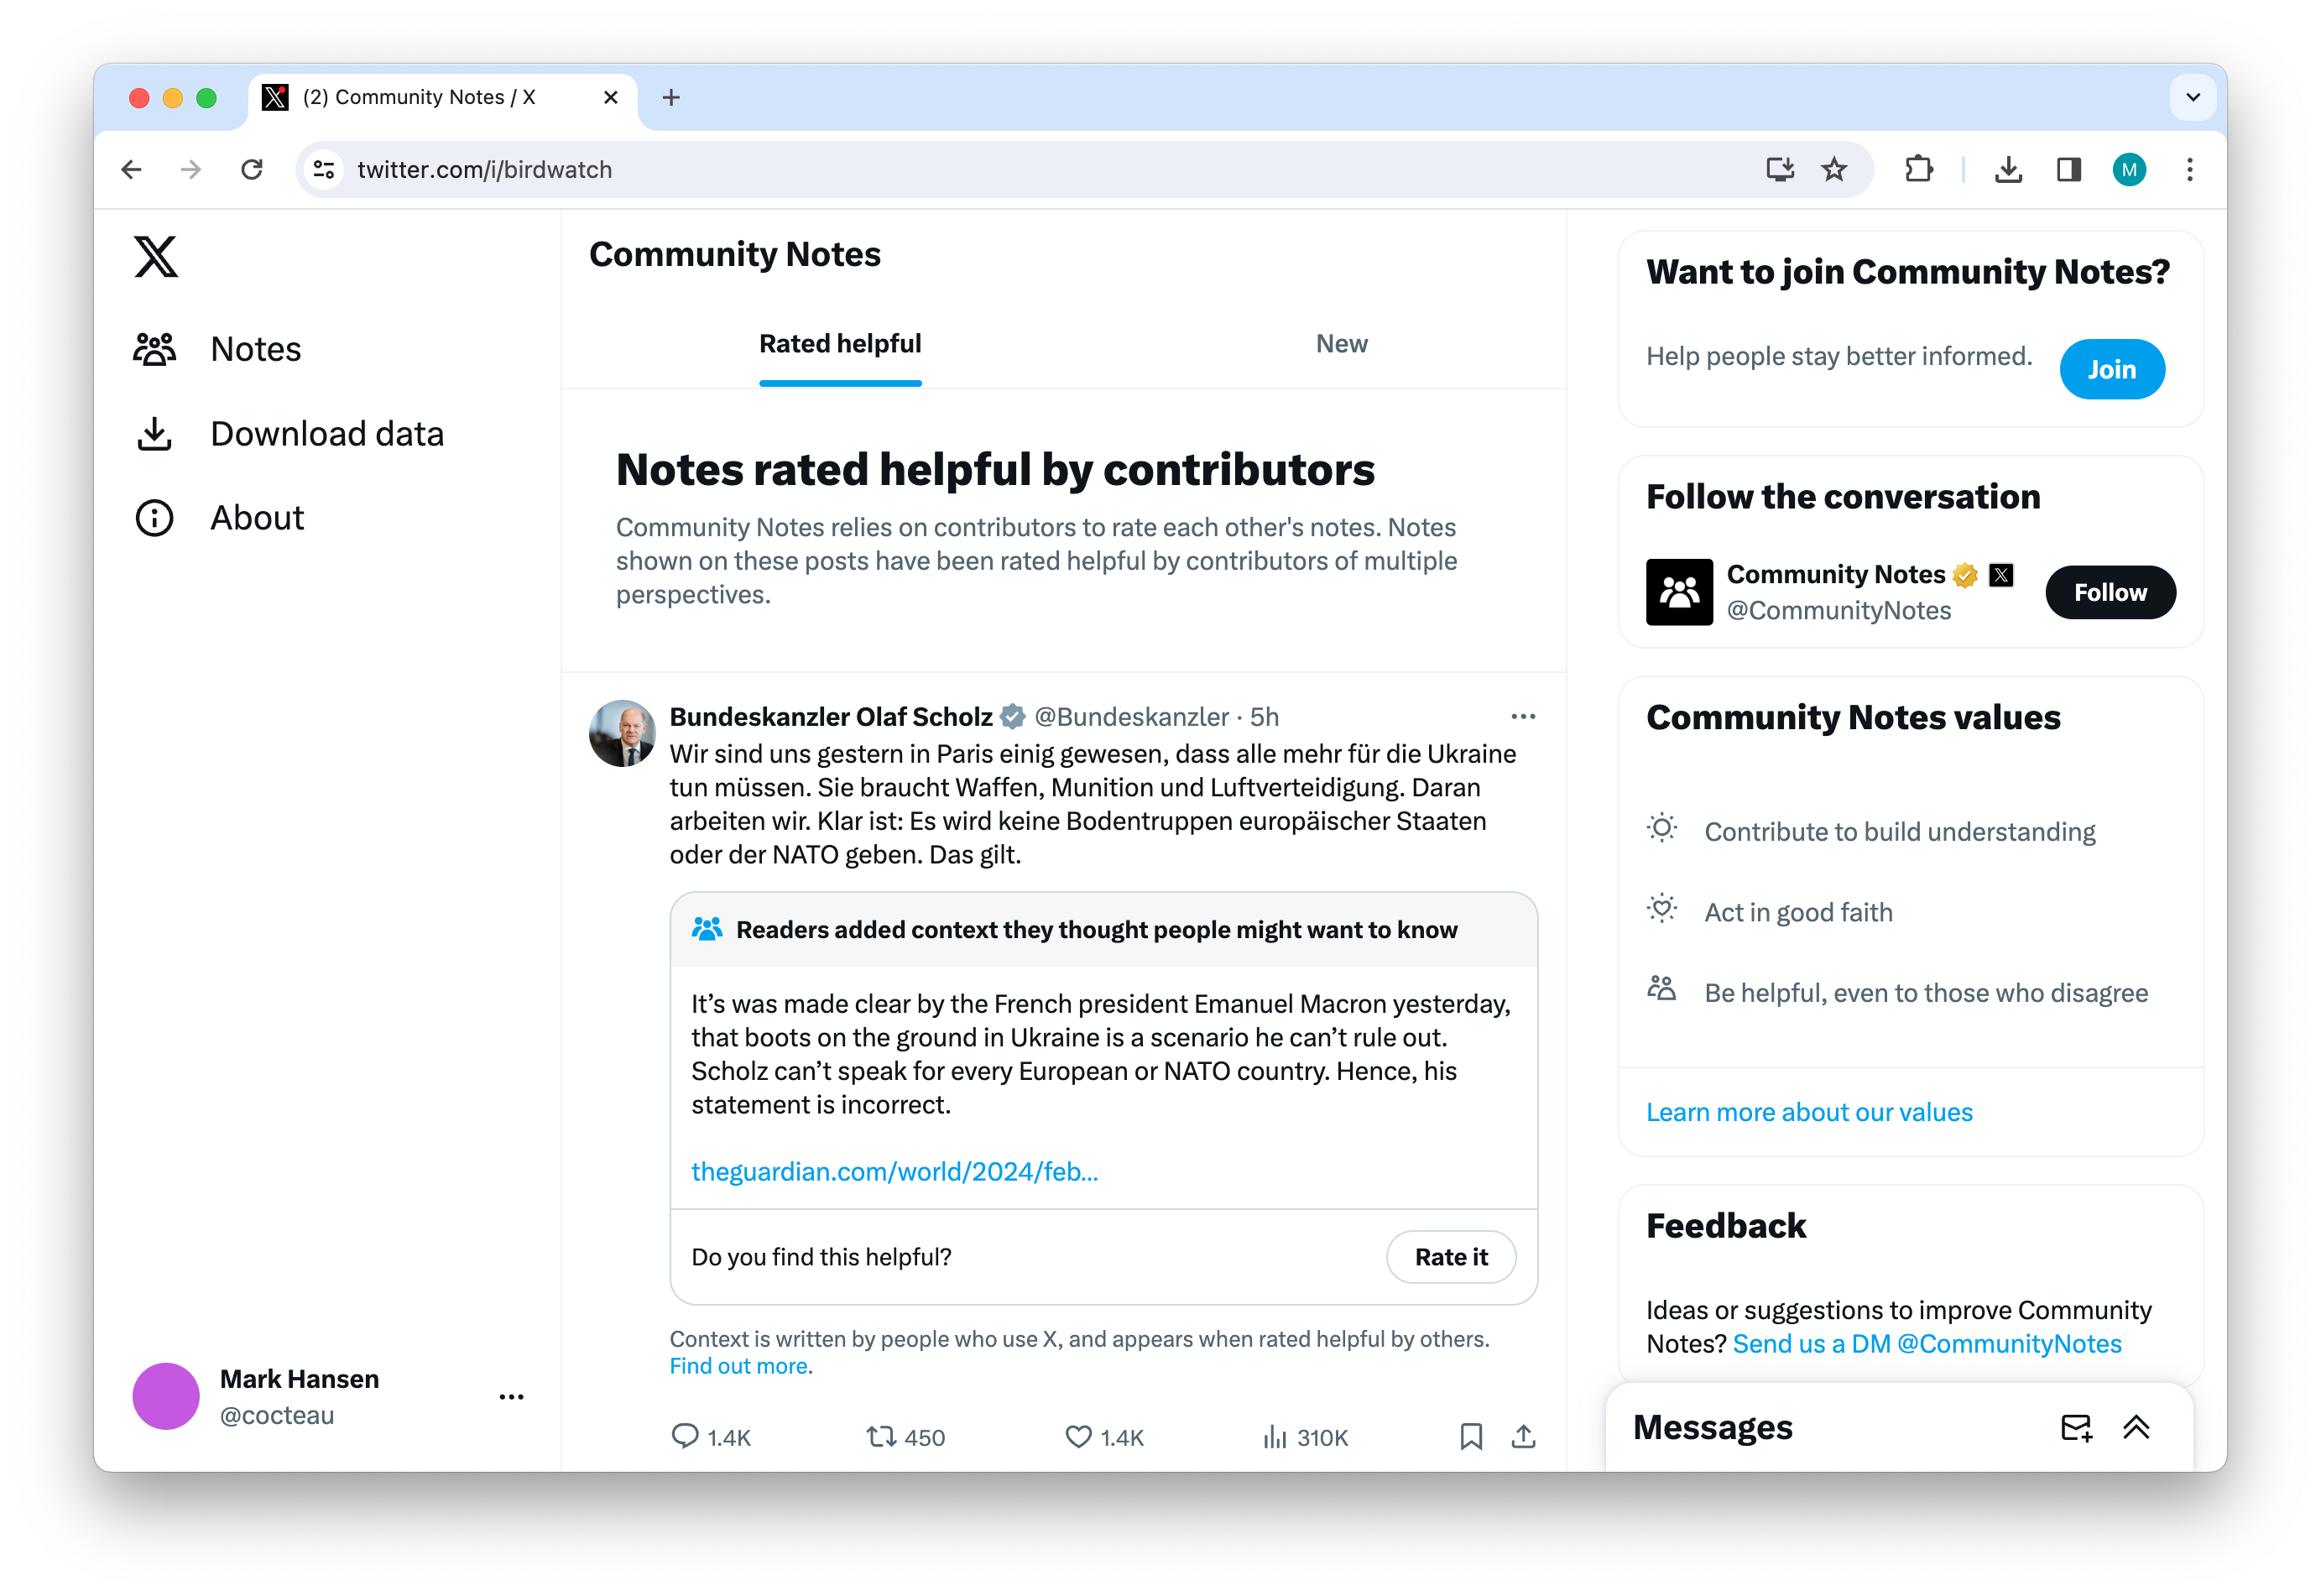 (2) Community Notes / X
twitter.com/i/birdwatch
M
Notes
Download data
About
Mark Hansen
@cocteau
Community Notes
Rated helpful
New
Notes rated helpful by contributors
Community Notes relies on contributors to rate each other's notes. Notes
shown on these posts have been rated helpful by contributors of multiple
perspectives.
Bundeskanzler Olaf Scholz @Bundeskanzler · 5h
Wir sind uns gestern in Paris einig gewesen, dass alle mehr für die Ukraine
tun müssen. Sie braucht Waffen, Munition und Luftverteidigung. Daran
arbeiten wir. Klar ist: Es wird keine Bodentruppen europäischer Staaten
oder der NATO geben. Das gilt.
Readers added context they thought people might want to know
It’s was made clear by the French president Emanuel Macron yesterday,
that boots on the ground in Ukraine is a scenario he can’t rule out.
Scholz can’t speak for every European or NATO country. Hence, his
statement is incorrect.
theguardian.com/world/2024/feb…
Do you find this helpful?
Rate it
Context is written by people who use X, and appears when rated helpful by others.
Find out more.
1.4K 450 1.4K 310K
Want to join Community Notes?
Help people stay better informed.
Join
Follow the conversation
Community Notes
@CommunityNotes
Follow
Community Notes values
Contribute to build understanding
Act in good faith
Be helpful, even to those who disagree
Learn more about our values
Feedback
Ideas or suggestions to improve Community
Notes? Send us a DM @CommunityNotes
Messages